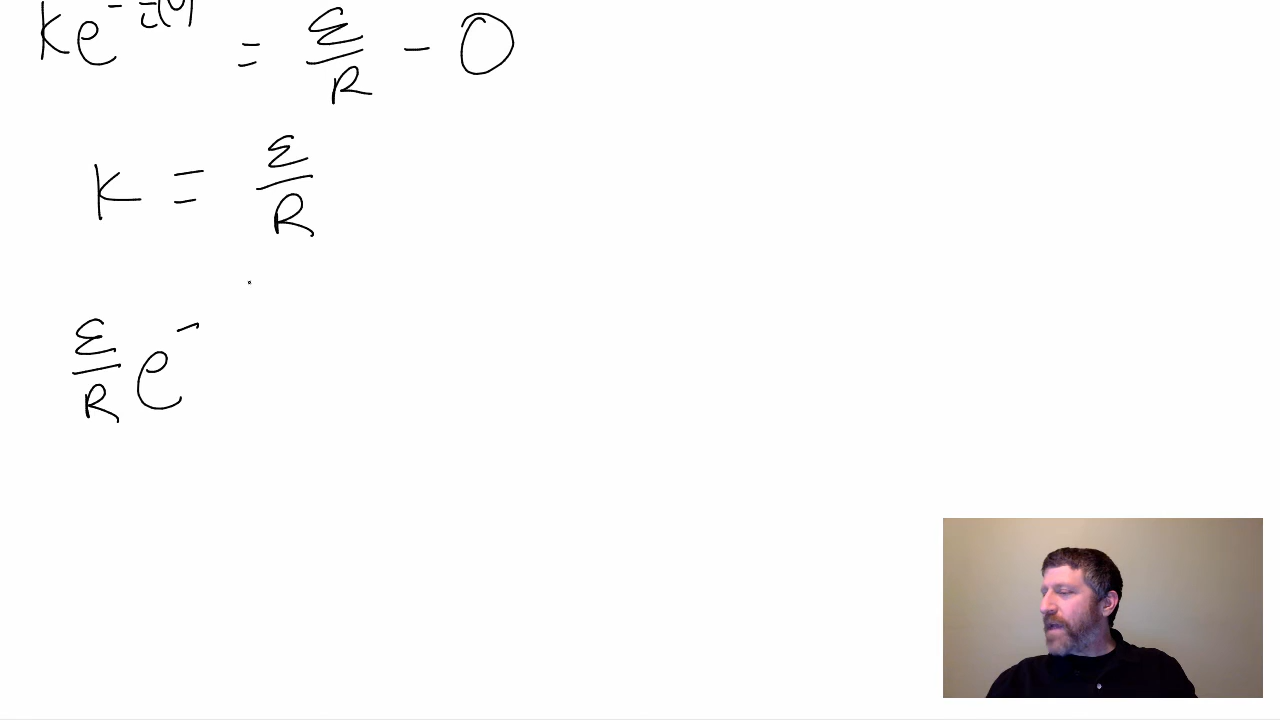 Ke^- (0) = ε/R - 0
K = ε/R
ε/R e^-